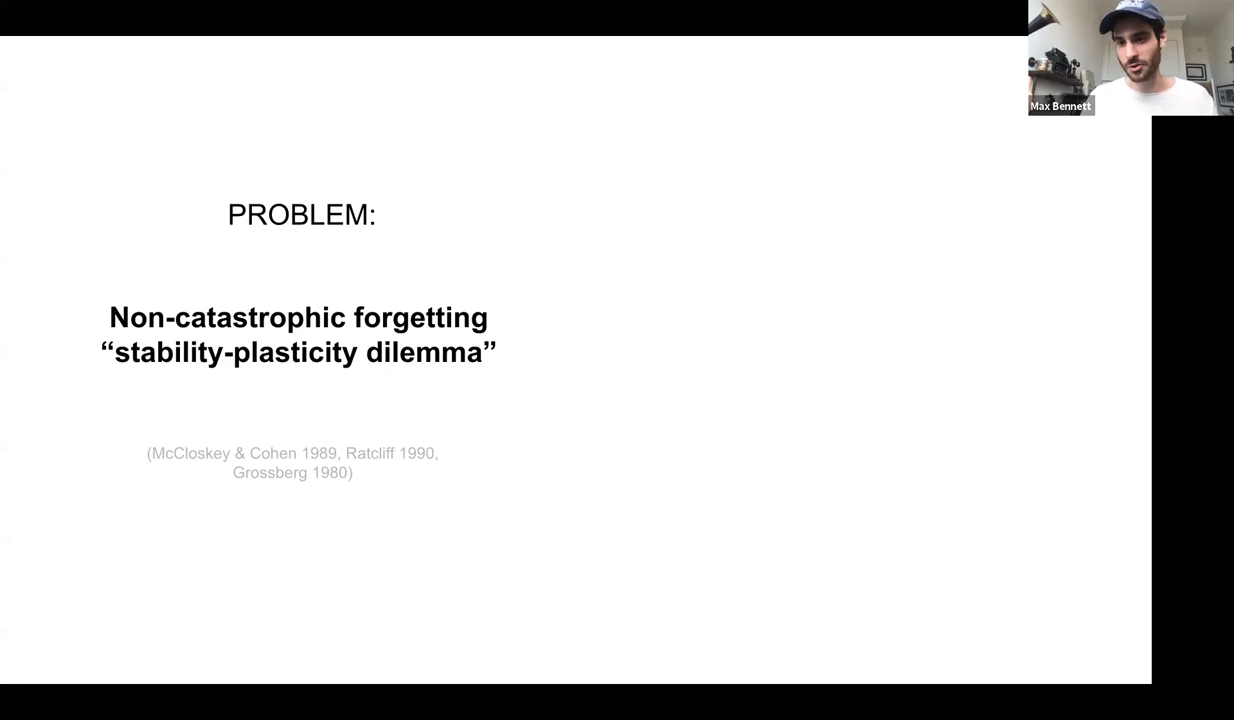 PROBLEM:
Non-catastrophic forgetting
“stability-plasticity dilemma”
(McCloskey & Cohen 1989, Ratcliff 1990,
Grossberg 1980)
Max Bennett